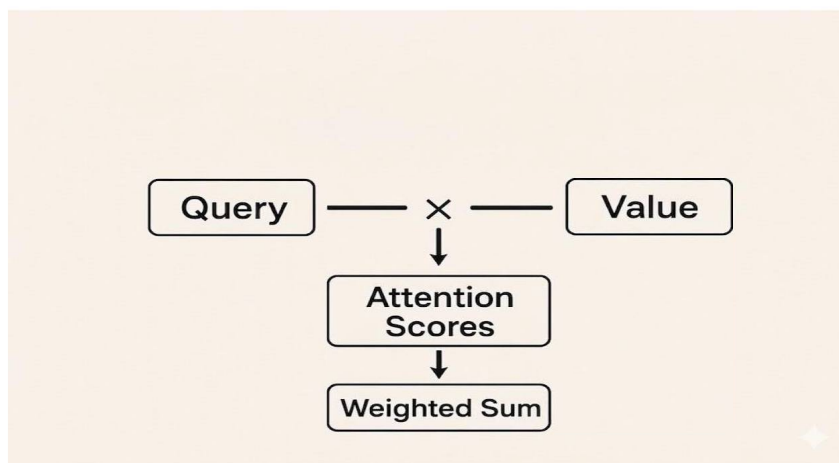 Query
×
Value
Attention
Scores
Weighted Sum